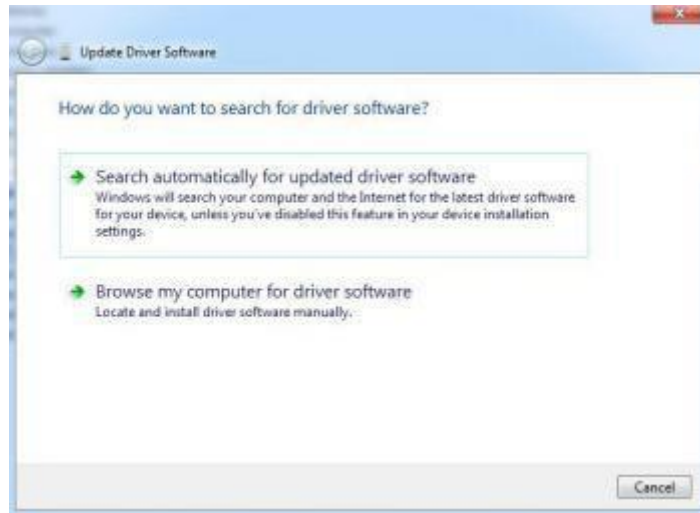 Update Driver Software
How do you want to search for driver software?
Search automatically for updated driver software
Windows will search your computer and the Internet for the latest driver software
for your device, unless you've disabled this feature in your device installation
settings.
Browse my computer for driver software
Locate and install driver software manually.
Cancel